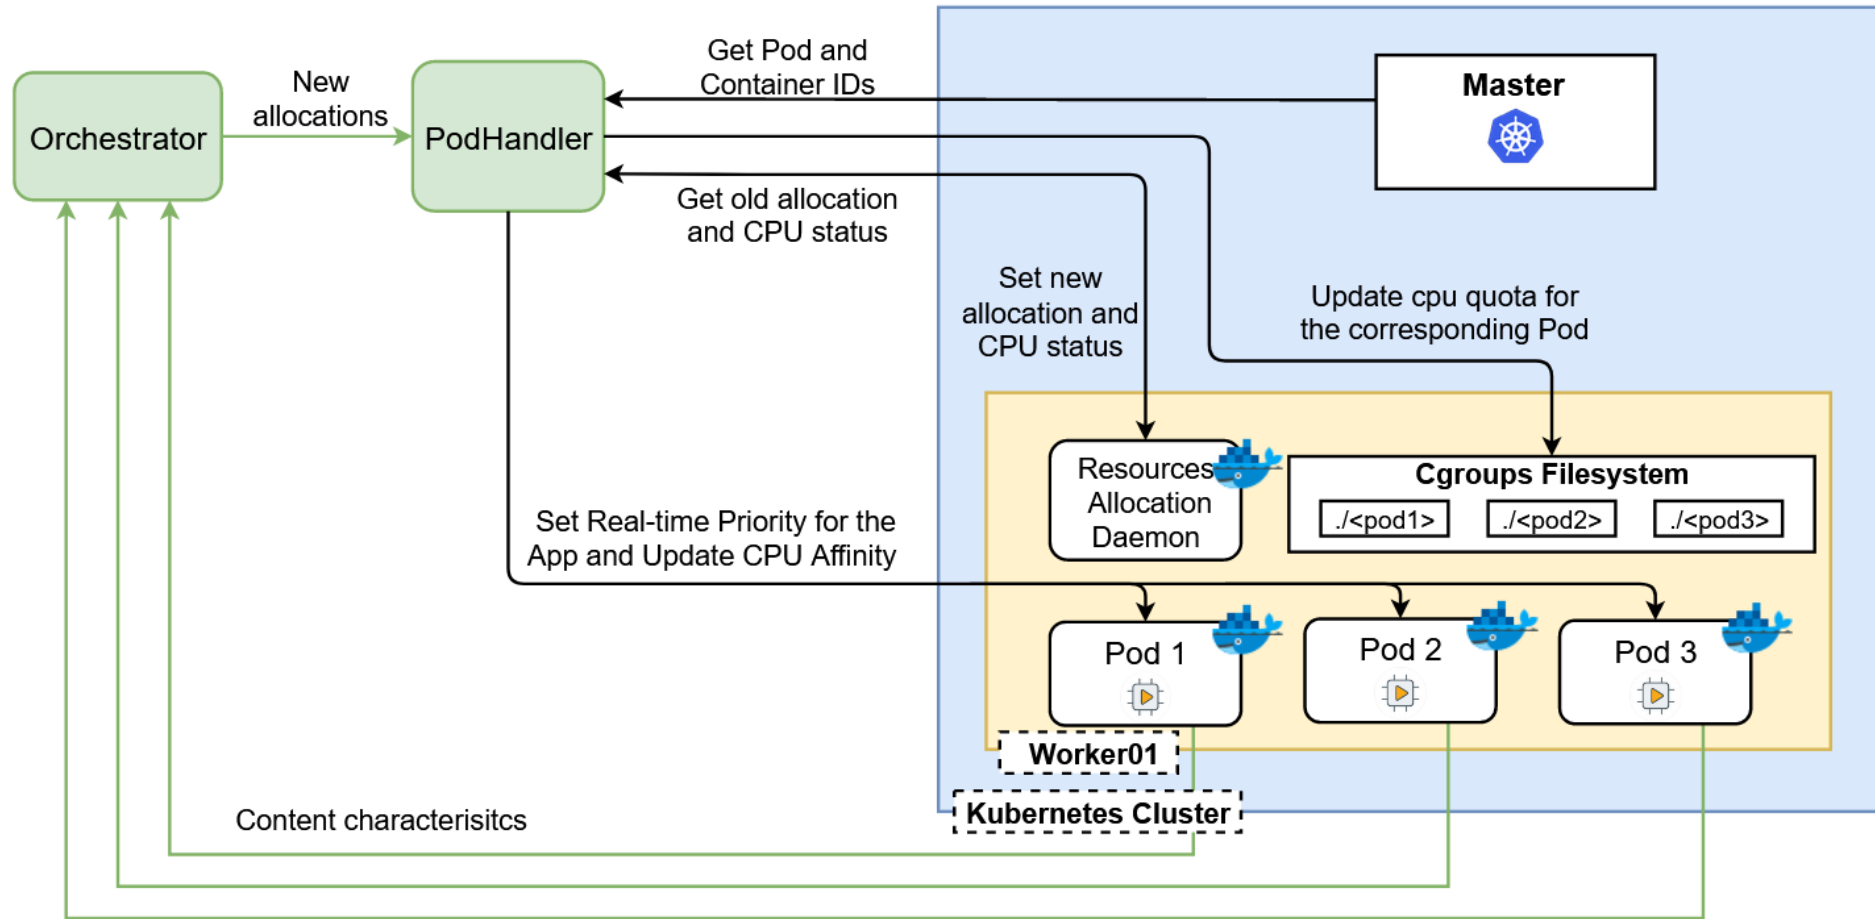 Get Pod and
Container IDs
Master
New
allocations
Orchestrator
PodHandler
Get old allocation
and CPU status
Set new
allocation and
CPU status
Update cpu quota for
the corresponding Pod
Resources
Allocation
Daemon
Cgroups Filesystem
./<pod1>
./<pod2>
./<pod3>
Set Real-time Priority for the
App and Update CPU Affinity
Pod 1
Pod 2
Pod 3
Worker01
Kubernetes Cluster
Content characterisitcs